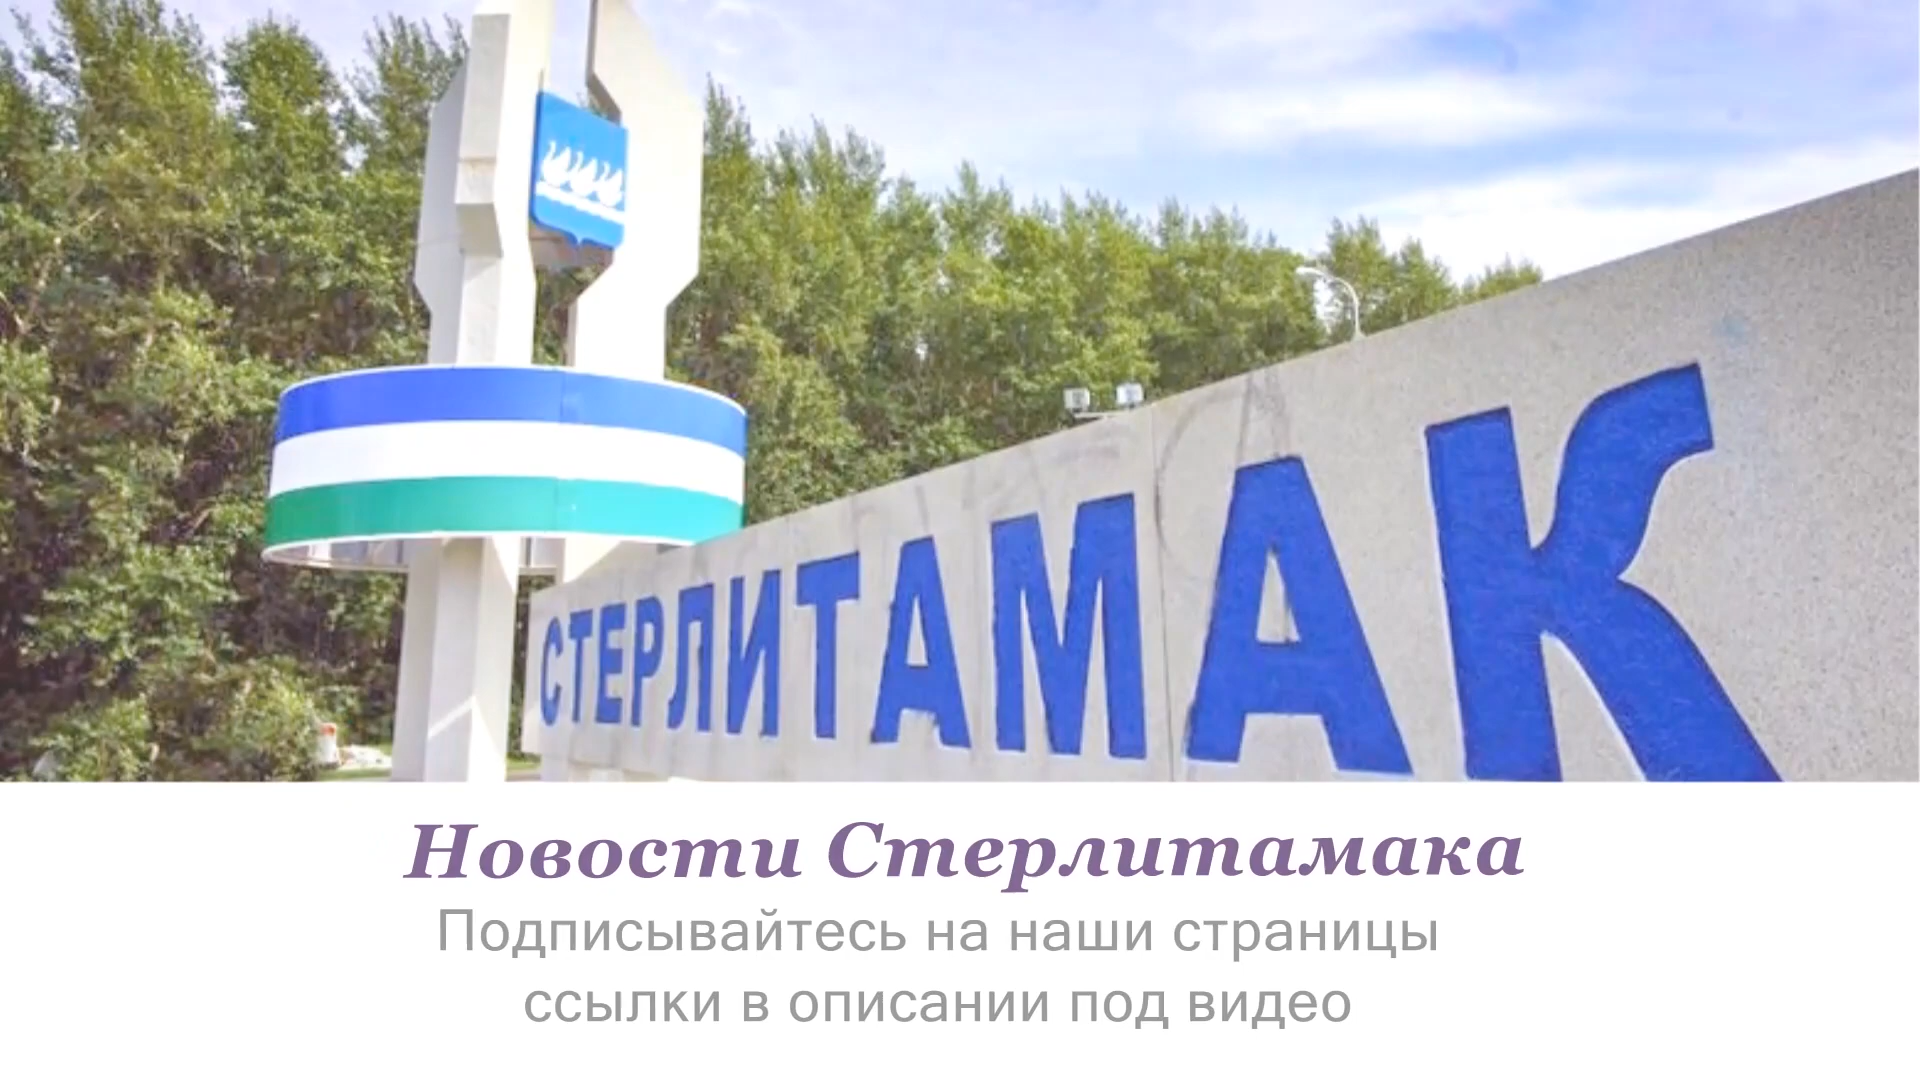 СТЕРЛИТАМАК
Новости Стерлитамака
Подписывайтесь на наши страницы
ссылки в описании под видео